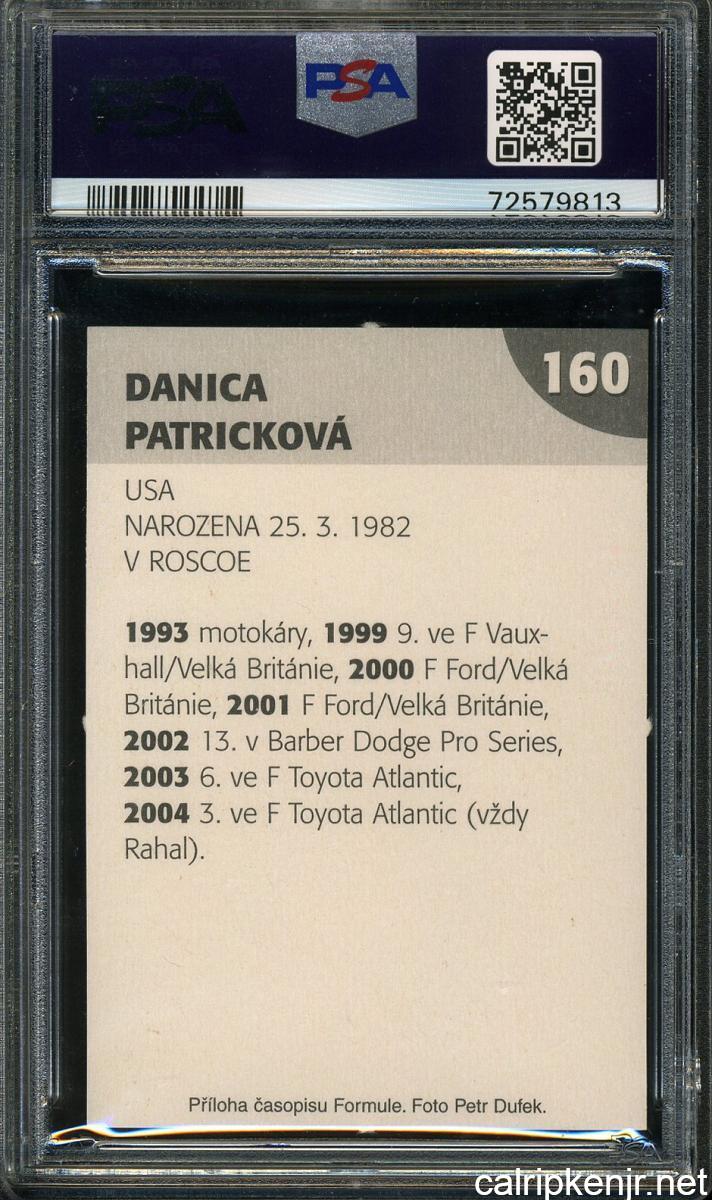 PSA
72579813
160
DANICA
PATRICKOVÁ
USA
NAROZENA 25. 3. 1982
V ROSCOE
1993 motokáry, 1999 9. ve F Vaux-
hall/Velká Británie, 2000 F Ford/Velká
Británie, 2001 F Ford/Velká Británie,
2002 13. v Barber Dodge Pro Series,
2003 6. ve F Toyota Atlantic,
2004 3. ve F Toyota Atlantic (vždy
Rahal).
Příloha časopisu Formule. Foto Petr Dufek.
calripkenjr.net